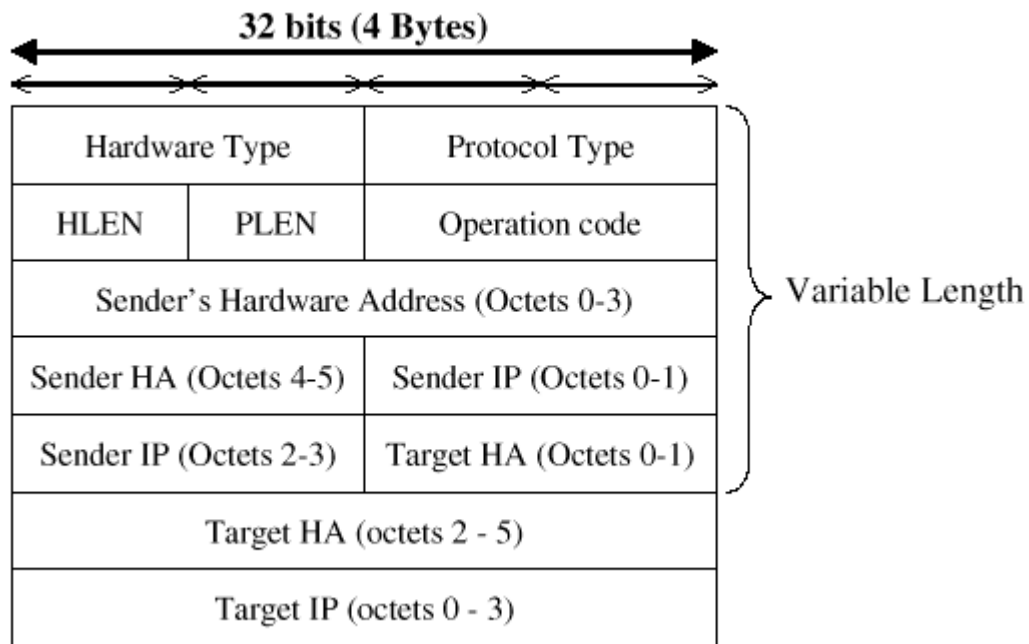 32 bits (4 Bytes)
Hardware Type
Protocol Type
HLEN
PLEN
Operation code
Sender’s Hardware Address (Octets 0-3)
Variable Length
Sender HA (Octets 4-5)
Sender IP (Octets 0-1)
Sender IP (Octets 2-3)
Target HA (Octets 0-1)
Target HA (octets 2 - 5)
Target IP (octets 0 - 3)